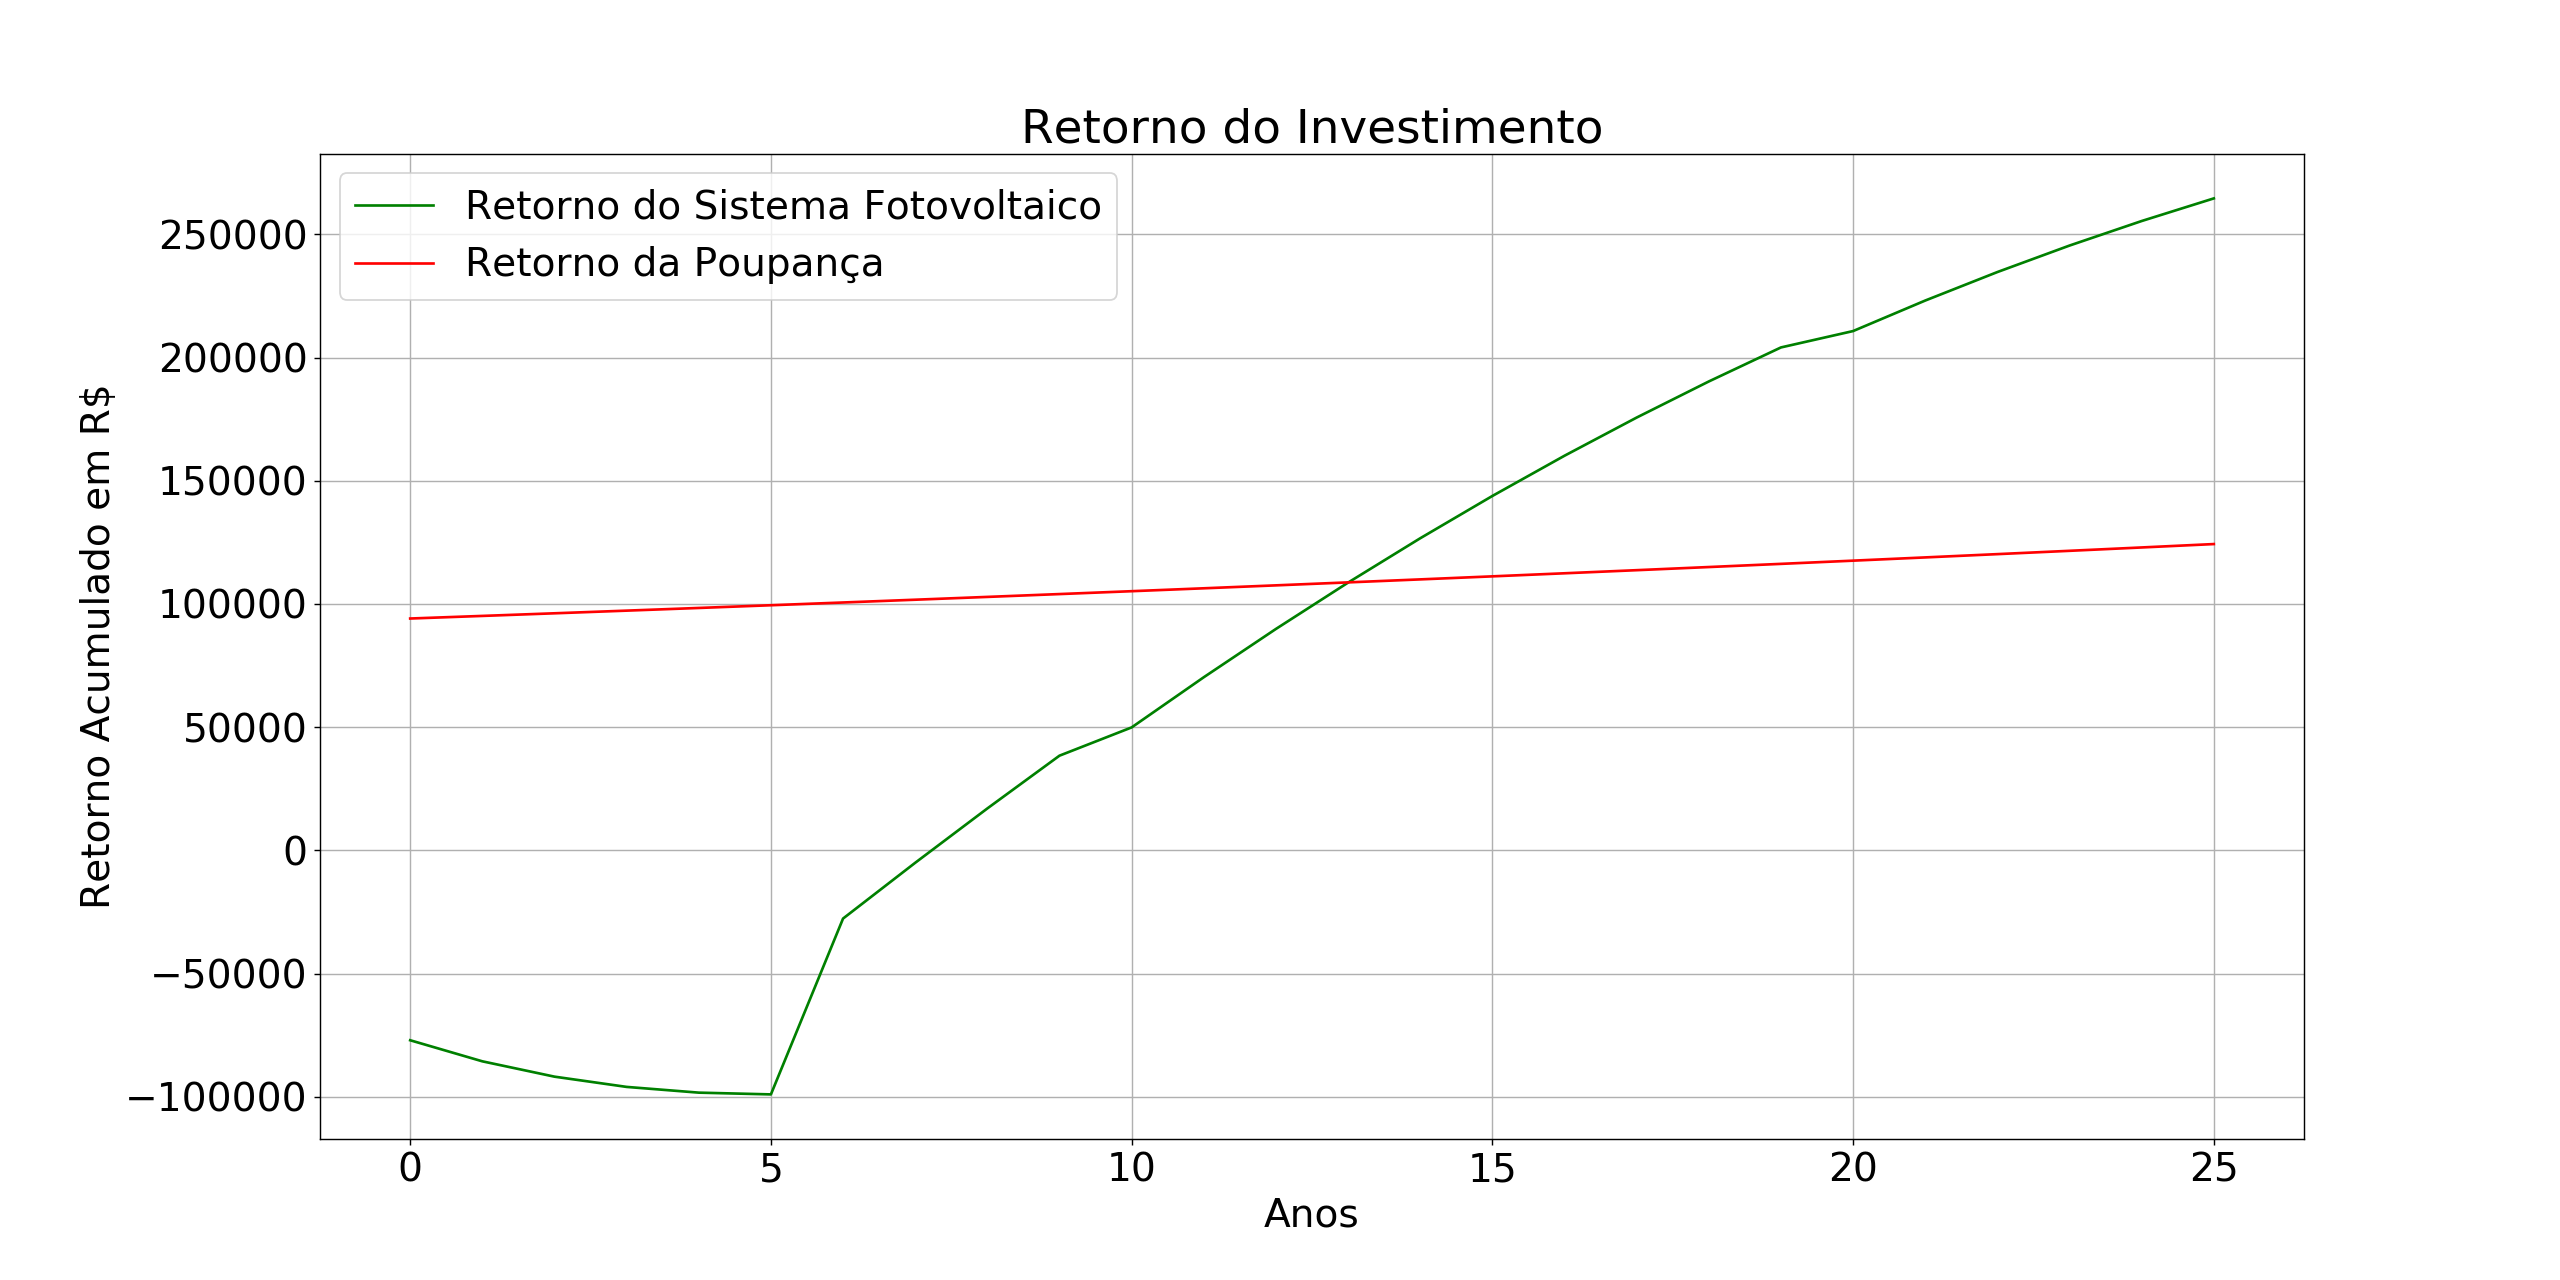 Retorno do Investimento
Retorno do Sistema Fotovoltaico
Retorno da Poupança
Retorno Acumulado em R$
250000
200000
150000
100000
50000
0
−50000
−100000
0 5 10 15 20 25
Anos